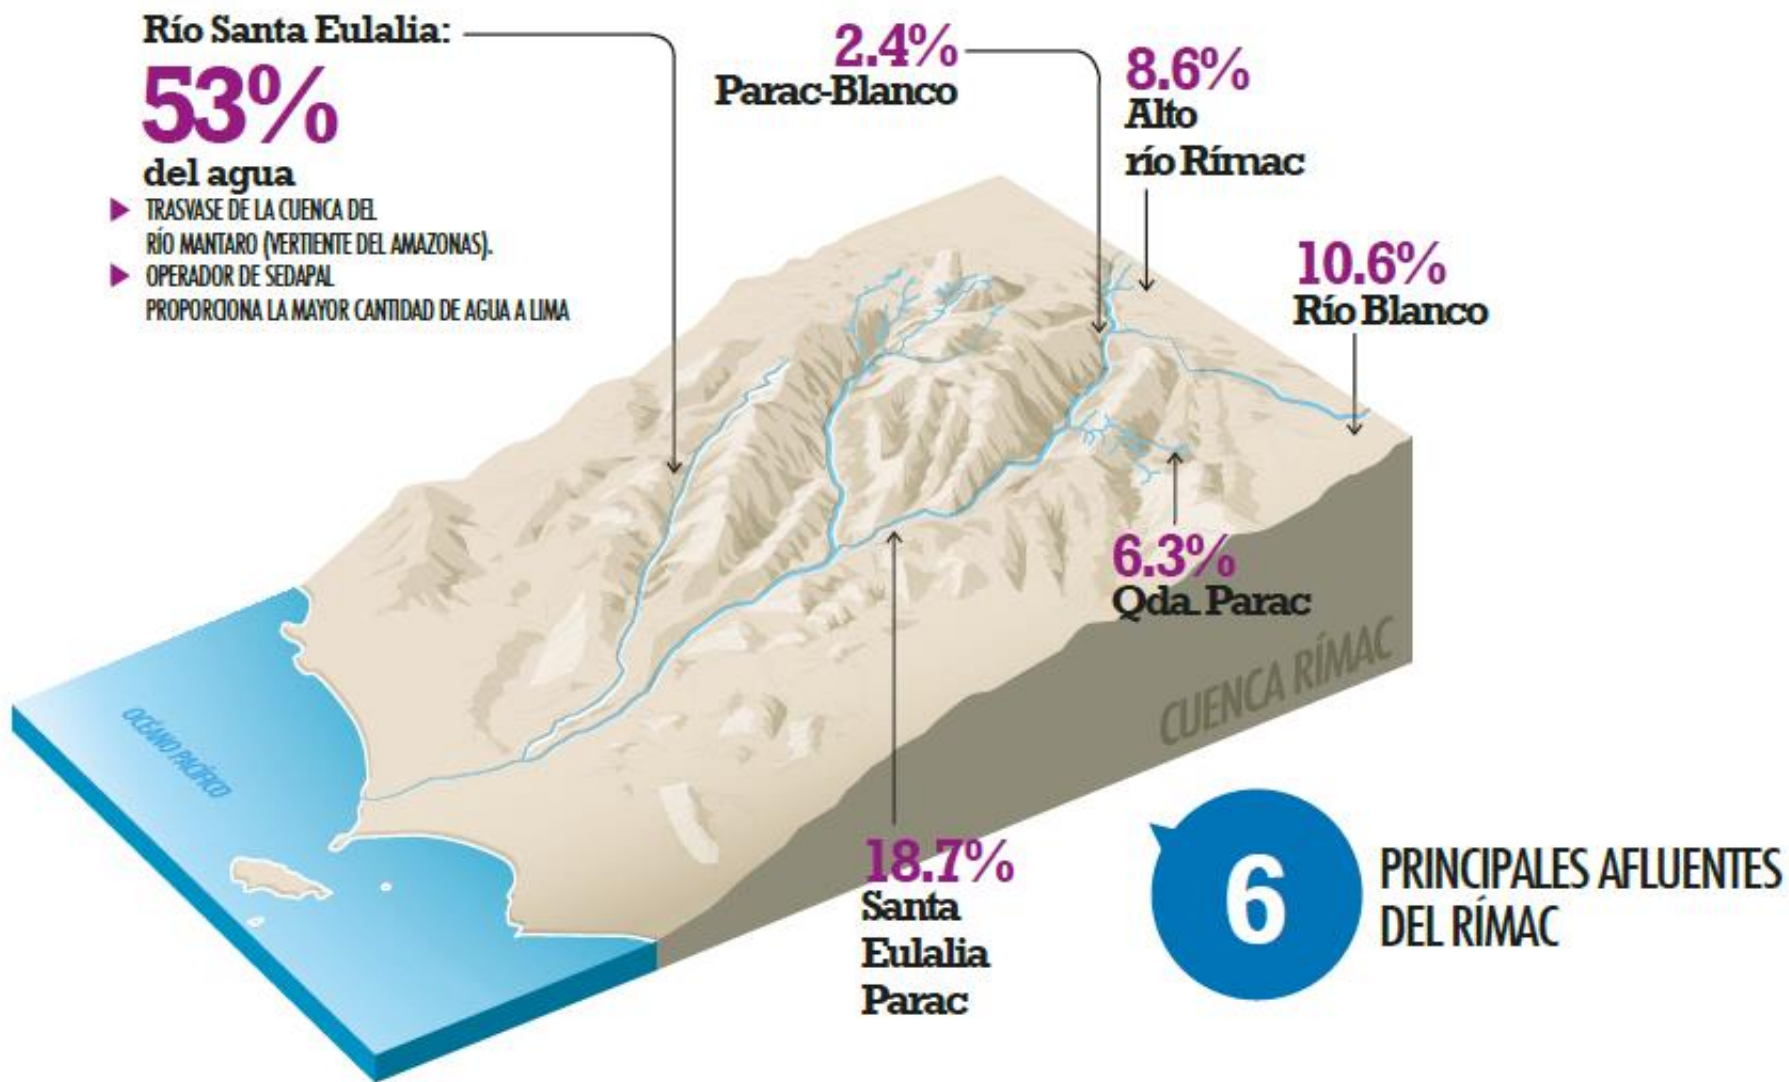 Río Santa Eulalia:
53%
del agua
▶ TRASVASE DE LA CUENCA DEL
RÍO MANTARO (VERTIENTE DEL AMAZONAS).
▶ OPERADOR DE SEDAPAL
PROPORCIONA LA MAYOR CANTIDAD DE AGUA A LIMA
2.4%
Parac-Blanco
8.6%
Alto
río Rímac
10.6%
Río Blanco
6.3%
Qda. Parac
CUENCA RÍMAC
OCÉANO PACÍFICO
18.7%
Santa
Eulalia
Parac
6
PRINCIPALES AFLUENTES
DEL RÍMAC